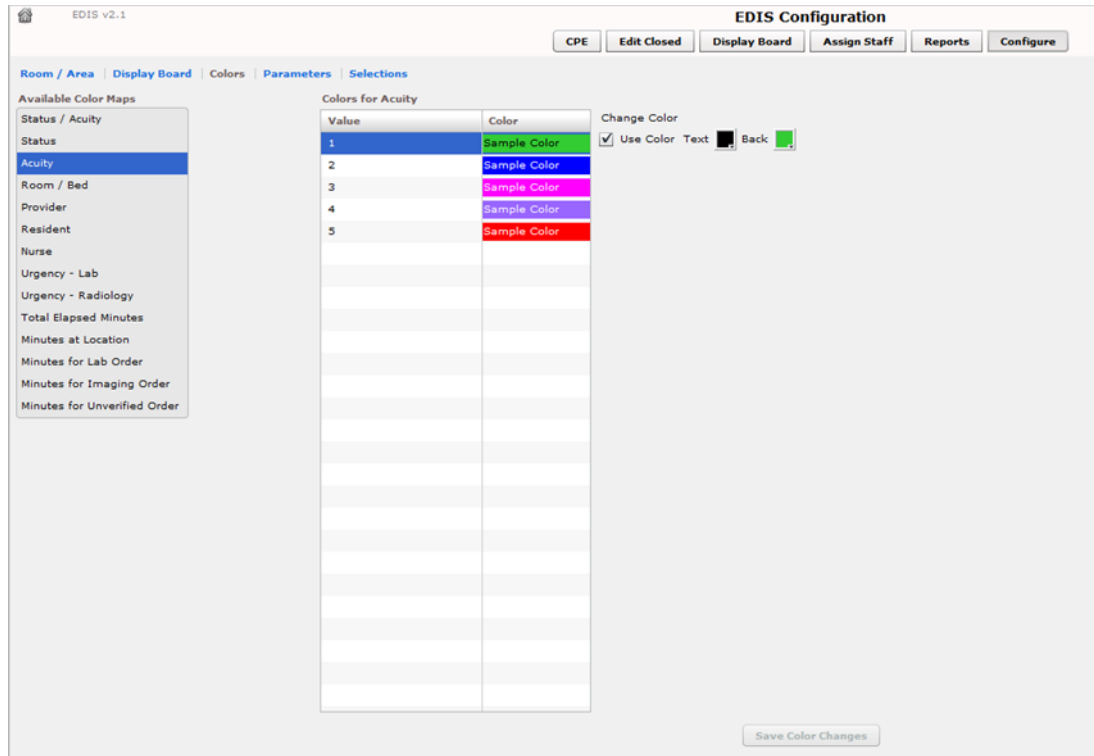 EDIS v2.1
EDIS Configuration
CPE Edit Closed Display Board Assign Staff Reports Configure
Room / Area Display Board Colors Parameters Selections
Available Color Maps
Status / Acuity
Status
Acuity
Room / Bed
Provider
Resident
Nurse
Urgency - Lab
Urgency - Radiology
Total Elapsed Minutes
Minutes at Location
Minutes for Lab Order
Minutes for Imaging Order
Minutes for Unverified Order
Colors for Acuity
Value Color
1 Sample Color
2 Sample Color
3 Sample Color
4 Sample Color
5 Sample Color
Change Color
Use Color Text Back
Save Color Changes